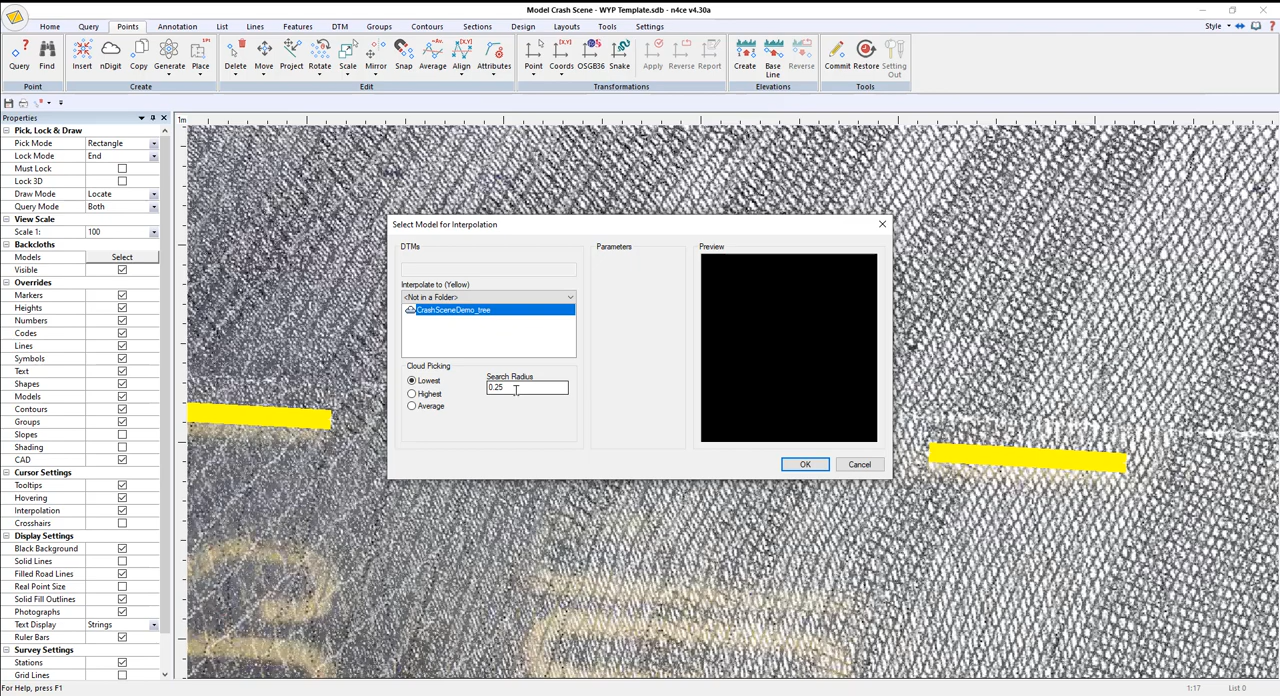 Model Crash Scene - WYP Template.sdb - n4ce v4.30a
Home Query Points Annotation List Lines Features DTM Groups Contours Sections Design Layouts Tools Settings Style
Query Find Insert nDigit Copy Generate Place Delete Move Project Rotate Scale Mirror Snap Average Align Attributes Point Coords OSGB36 Snake Apply Reverse Report Create Base Line Reverse Commit Restore Setting Out
Point Create Edit Transformations Elevations Tools
Properties
1m
Pick, Lock & Draw
Pick Mode Rectangle
Lock Mode End
Must Lock
Lock 3D
Draw Mode Locate
Query Mode Both
View Scale
Scale 1: 100
Backcloths
Models Select
Visible
Overrides
Markers
Heights
Numbers
Codes
Lines
Symbols
Text
Shapes
Models
Contours
Groups
Slopes
Shading
CAD
Cursor Settings
Tooltips
Hovering
Interpolation
Crosshairs
Display Settings
Black Background
Solid Lines
Filled Road Lines
Real Point Size
Solid Fill Outlines
Photographs
Text Display Strings
Ruler Bars
Survey Settings
Stations
Grid Lines
Select Model for Interpolation
DTMs Parameters Preview
Interpolate to (Yellow)
<Not in a Folder>
CrashSceneDemo_tree
Cloud Picking
Search Radius
Lowest
0.25
Highest
Average
OK Cancel
For Help, press F1
1:17 List 0